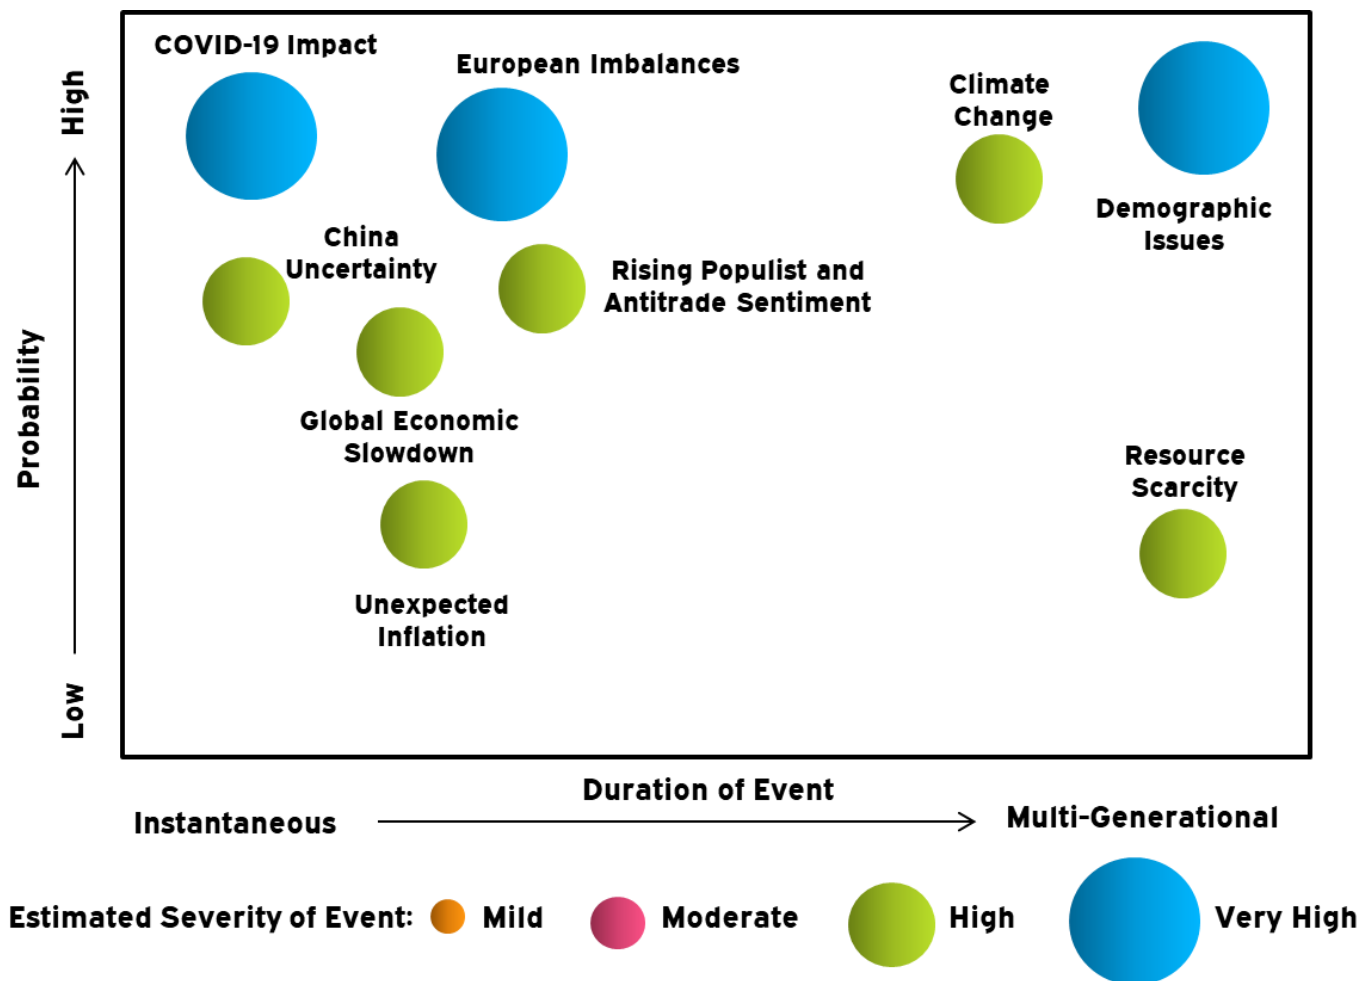 COVID-19 Impact
European Imbalances
Climate
Change
Demographic
Issues
China
Uncertainty
Rising Populist and
Antitrade Sentiment
Global Economic
Slowdown
Resource
Scarcity
Unexpected
Inflation
High
Probability
Low
Duration of Event
Instantaneous
Multi-Generational
Estimated Severity of Event: Mild Moderate High Very High